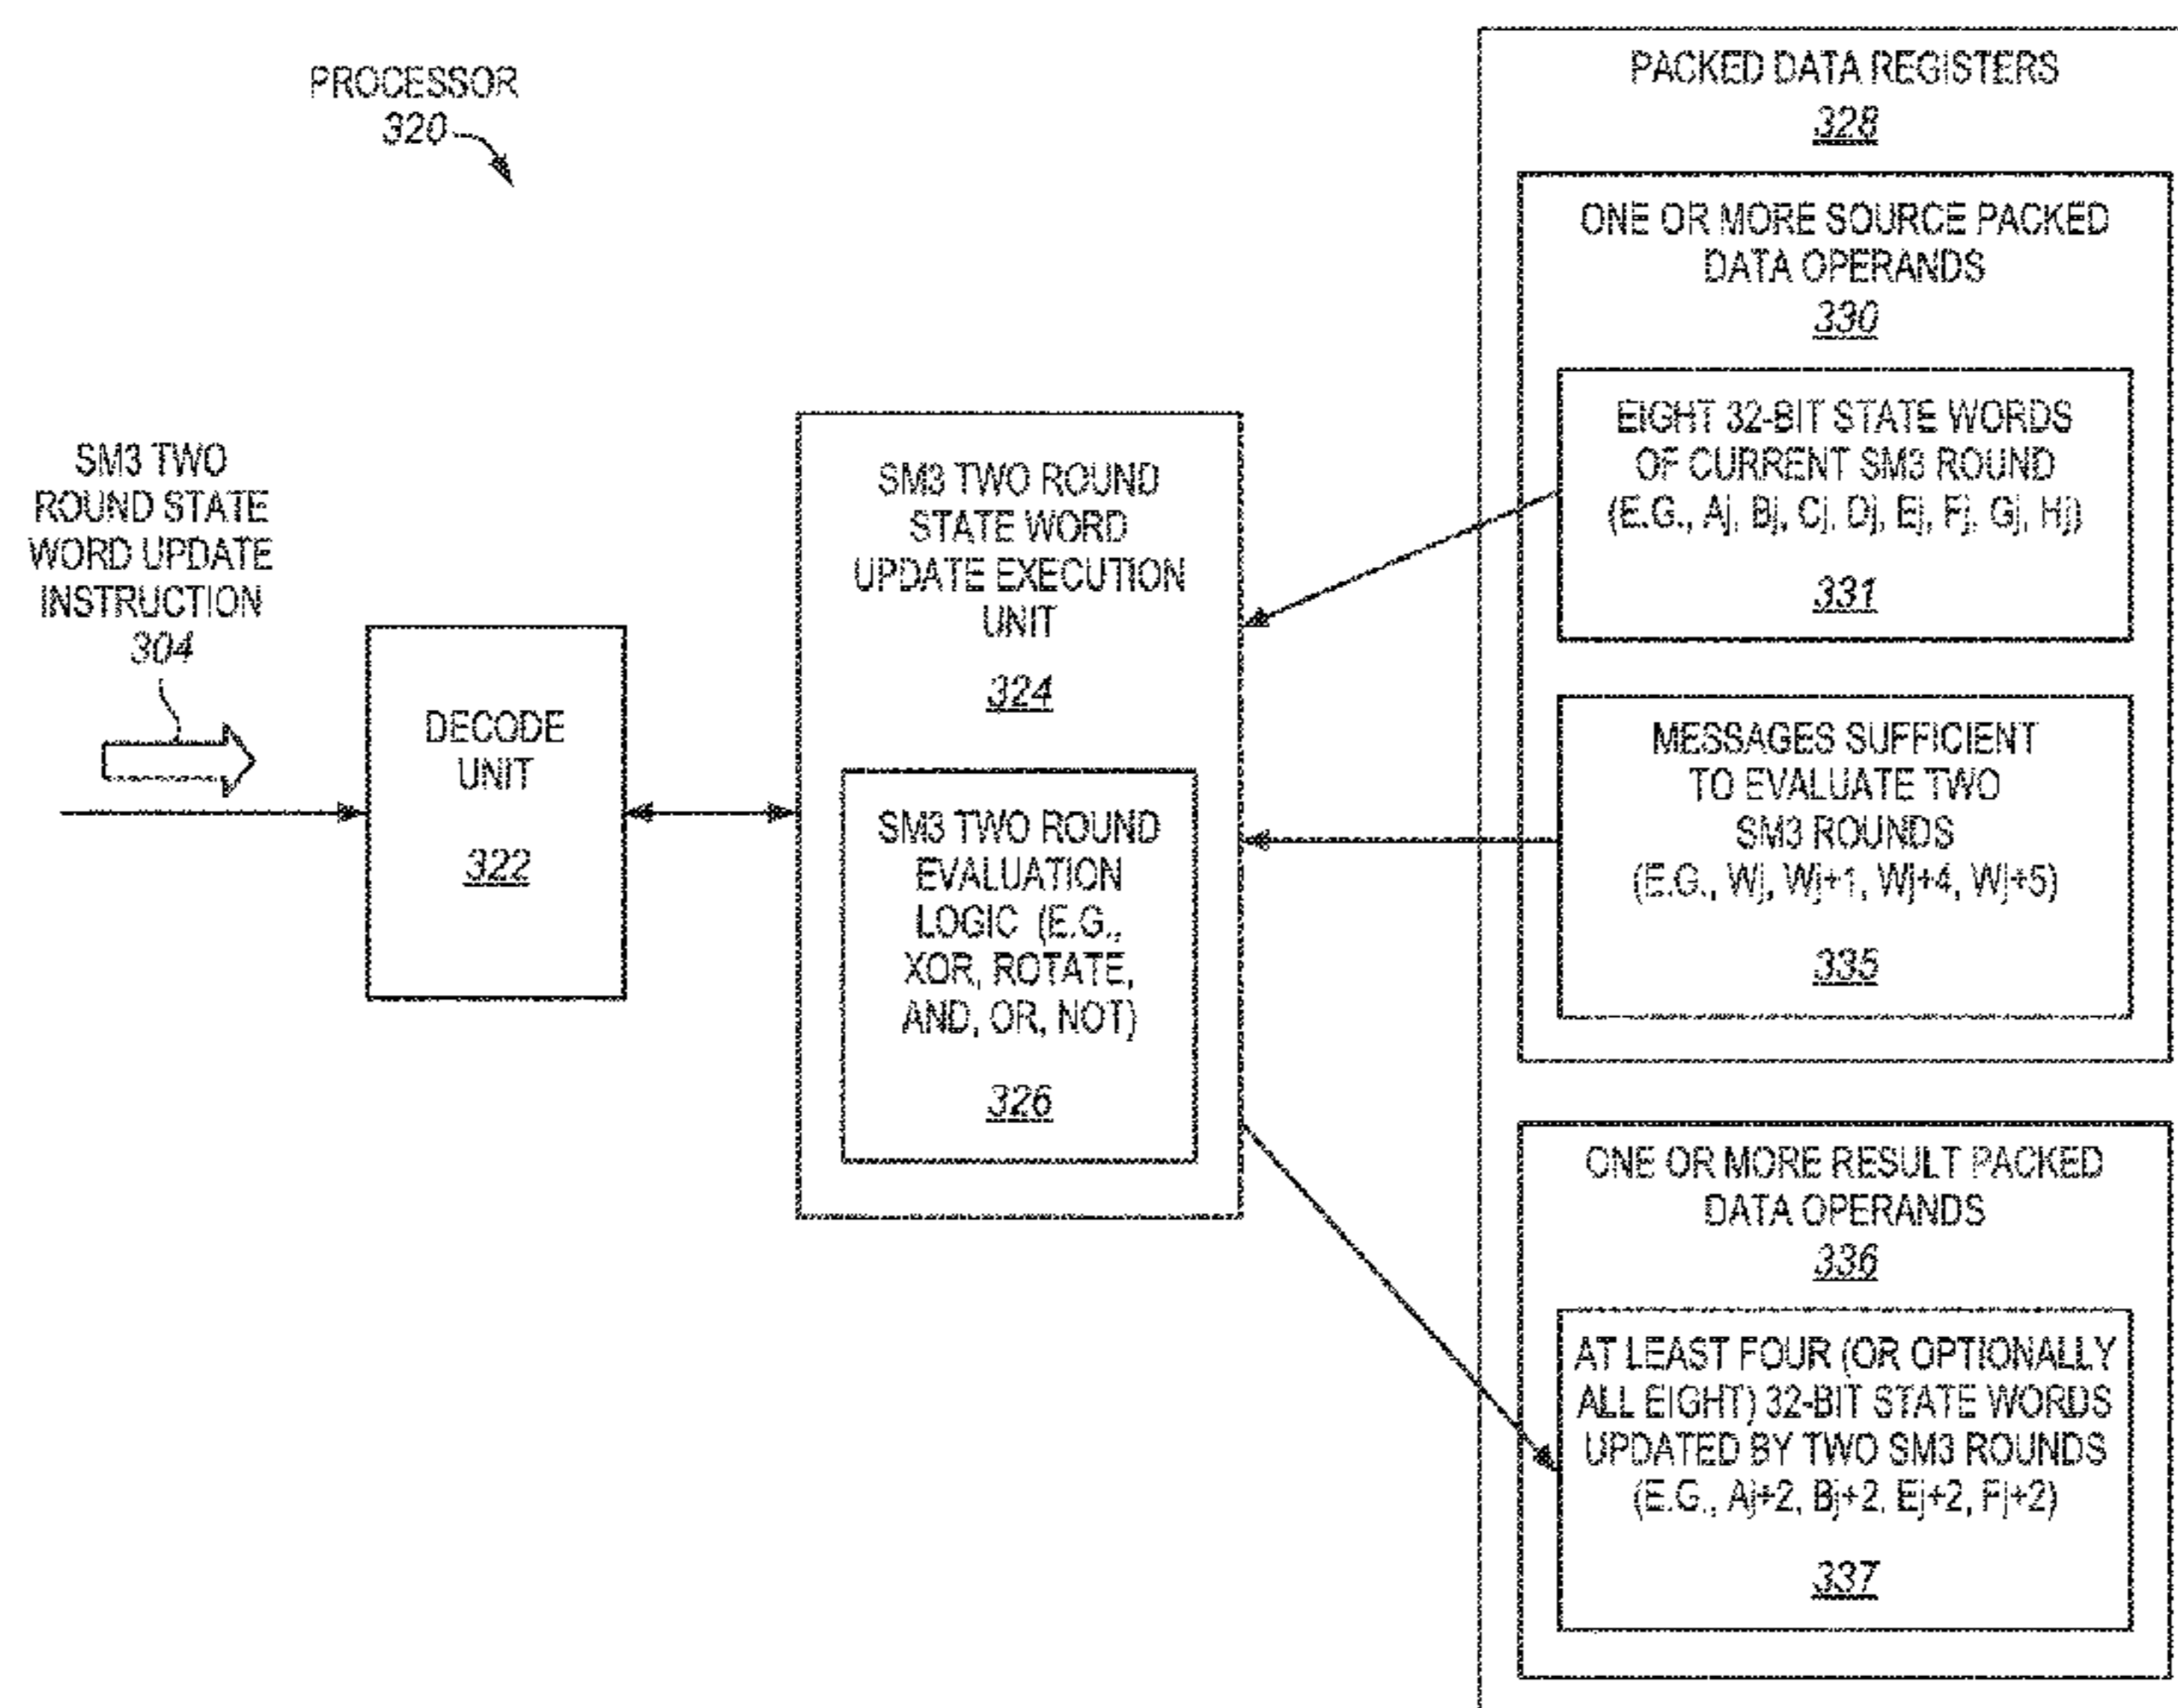 PROCESSOR
320
SM3 TWO
ROUND STATE
WORD UPDATE
INSTRUCTION
304
DECODE
UNIT
322
SM3 TWO ROUND
STATE WORD
UPDATE EXECUTION
UNIT
324
SM3 TWO ROUND
EVALUATION
LOGIC (E.G.,
XOR, ROTATE,
AND, OR, NOT)
326
PACKED DATA REGISTERS
328
ONE OR MORE SOURCE PACKED
DATA OPERANDS
330
EIGHT 32-BIT STATE WORDS
OF CURRENT SM3 ROUND
(E.G., Aj, Bj, Cj, Dj, Ej, Fj, Gj, Hj)
331
MESSAGES SUFFICIENT
TO EVALUATE TWO
SM3 ROUNDS
(E.G., Wj, Wj+1, Wj+4, Wj+5)
335
ONE OR MORE RESULT PACKED
DATA OPERANDS
336
AT LEAST FOUR (OR OPTIONALLY
ALL EIGHT) 32-BIT STATE WORDS
UPDATED BY TWO SM3 ROUNDS
(E.G., Aj+2, Bj+2, Ej+2, Fj+2)
337